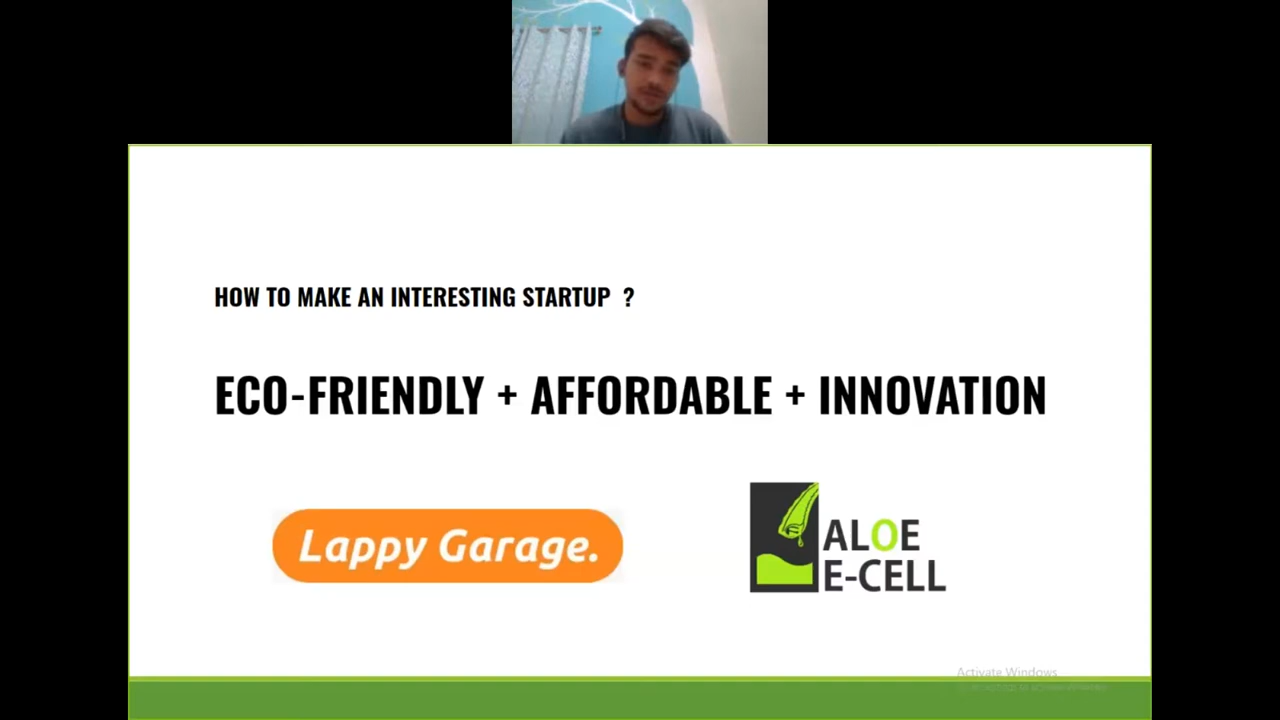 HOW TO MAKE AN INTERESTING STARTUP ?
ECO-FRIENDLY + AFFORDABLE + INNOVATION
Lappy Garage.
ALOE
E-CELL
Activate Windows